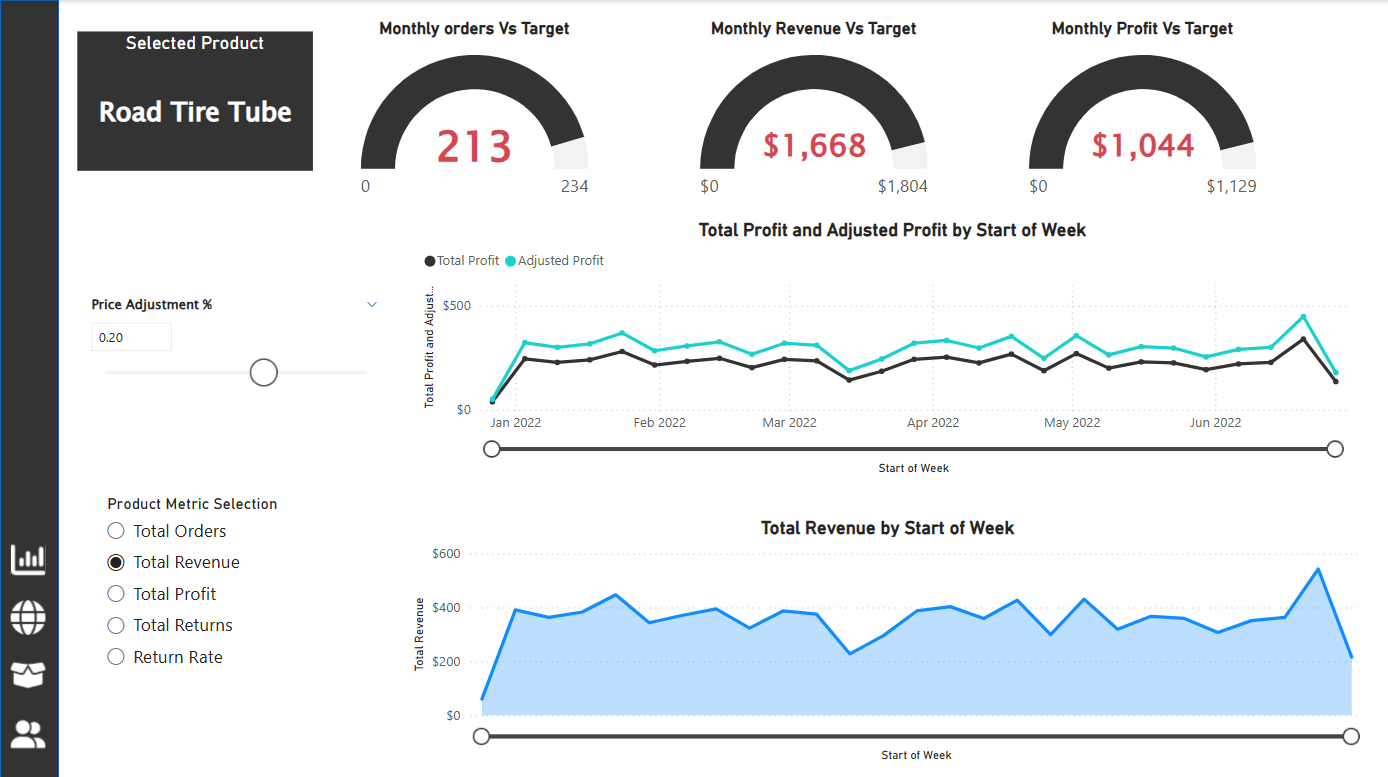 Selected Product
Road Tire Tube
Monthly orders Vs Target
213
0
234
Monthly Revenue Vs Target
$1,668
$0
$1,804
Monthly Profit Vs Target
$1,044
$0
$1,129
Price Adjustment %
0.20
Total Profit and Adjusted Profit by Start of Week
Total Profit
Adjusted Profit
Total Profit and Adjust...
$500
$0
Jan 2022
Feb 2022
Mar 2022
Apr 2022
May 2022
Jun 2022
Start of Week
Product Metric Selection
Total Orders
Total Revenue
Total Profit
Total Returns
Return Rate
Total Revenue by Start of Week
Total Revenue
$600
$400
$200
$0
Start of Week